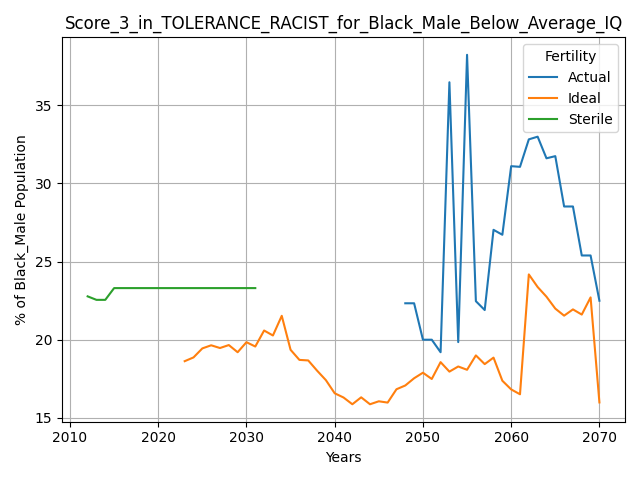 Score_3_in_TOLERANCE_RACIST_for_Black_Male_Below_Average_IQ
Fertility
Actual
Ideal
Sterile
% of Black_Male Population
35
30
25
20
15
2010
2020
2030
2040
2050
2060
2070
Years